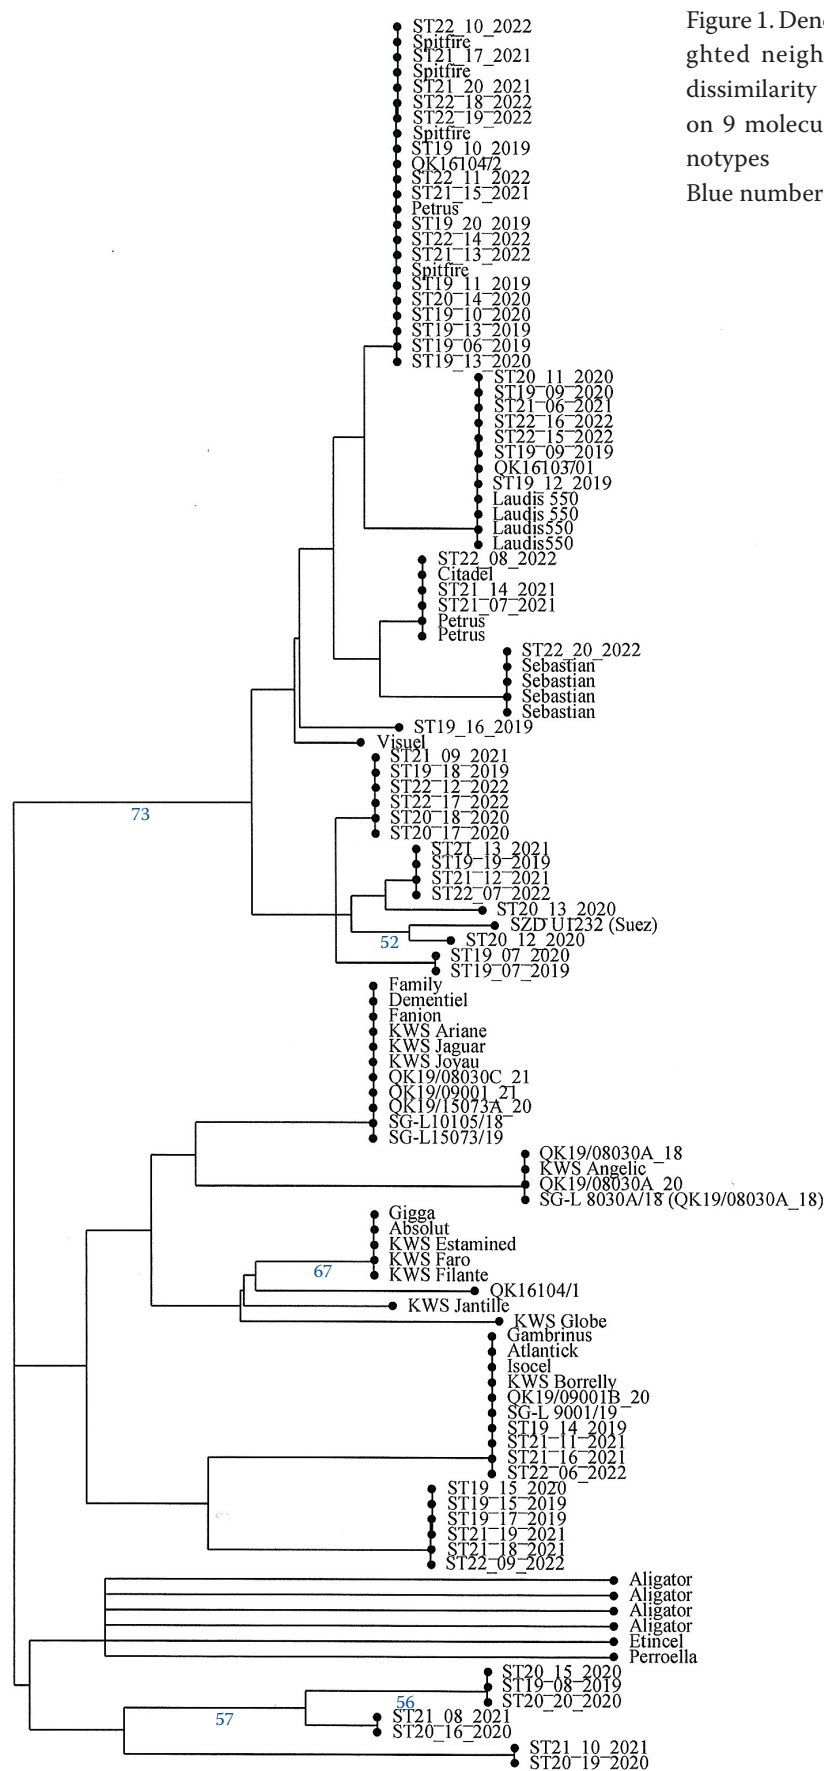 ST22_10_2022
Spitfire
ST21_17_2021
Spitfire
ST21_20_2021
ST22_18_2022
ST22_19_2022
Spitfire
ST19_10_2019
QK16104/2
ST22_11_2022
ST21_15_2021
Petrus
ST19_20_2019
ST22_14_2022
ST21_13_2022
Spitfire
ST19_11_2019
ST20_14_2020
ST19_10_2020
ST19_13_2019
ST19_06_2019
ST19_13_2020
ST20_11_2020
ST19_09_2020
ST21_06_2021
ST22_16_2022
ST22_15_2022
ST19_09_2019
QK16103/01
ST19_12_2019
Laudis 550
Laudis 550
Laudis550
Laudis550
ST22_08_2022
Citadel
ST21_14_2021
ST21_07_2021
Petrus
Petrus
ST22_20_2022
Sebastian
Sebastian
Sebastian
Sebastian
ST19_16_2019
Visuel
ST21_09_2021
ST19_18_2019
ST22_12_2022
ST22_17_2022
ST20_18_2020
ST20_17_2020
73
ST21_13_2021
ST19_19_2019
ST21_12_2021
ST22_07_2022
ST20_13_2020
SZD U1232 (Suez)
ST20_12_2020
52
ST19_07_2020
ST19_07_2019
Family
Dementiel
Fanion
KWS Ariane
KWS Jaguar
KWS Joyau
QK19/08030C_21
QK19/09001_21
QK19/15073A_20
SG-L10105/18
SG-L15073/19
QK19/08030A_18
KWS Angelic
QK19/08030A_20
SG-L 8030A/18 (QK19/08030A_18)
Gigga
Absolut
KWS Estamined
KWS Faro
67
KWS Filante
QK16104/1
KWS Jantille
KWS Globe
Gambrinus
Atlantick
Isocel
KWS Borrelly
QK19/09001B_20
SG-L 9001/19
ST19_14_2019
ST21_11_2021
ST21_16_2021
ST22_06_2022
ST19_15_2020
ST19_15_2019
ST19_17_2019
ST21_19_2021
ST21_18_2021
ST22_09_2022
Aligator
Aligator
Aligator
Aligator
Etincel
Perroella
ST20_15_2020
ST19_08_2019
ST20_20_2020
56
57
ST21_08_2021
ST20_16_2020
ST21_10_2021
ST20_19_2020
Figure 1. Den
ghted neigh
dissimilarity
on 9 molecu
notypes
Blue number